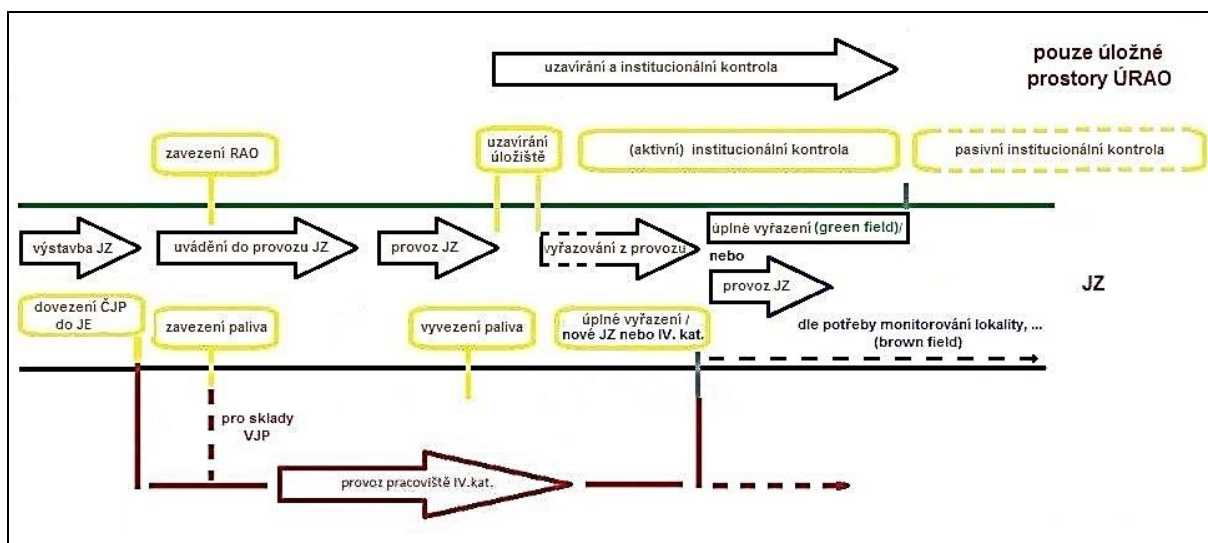 uzavírání a institucionální kontrola
pouze úložné
prostory ÚRAO
zavezení RAO
uzavírání
úložiště
(aktivní) institucionální kontrola
pasivní institucionální kontrola
výstavba JZ
uvádění do provozu JZ
provoz JZ
vyřazování z provozu
úplné vyřazení (green field)/
nebo
provoz JZ
JZ
dovezení ČJP
do JE
zavezení paliva
vyvezení paliva
úplné vyřazení /
nové JZ nebo IV. kat.
dle potřeby monitorování lokality, ...
(brown field)
pro sklady
VJP
provoz pracoviště IV.kat.